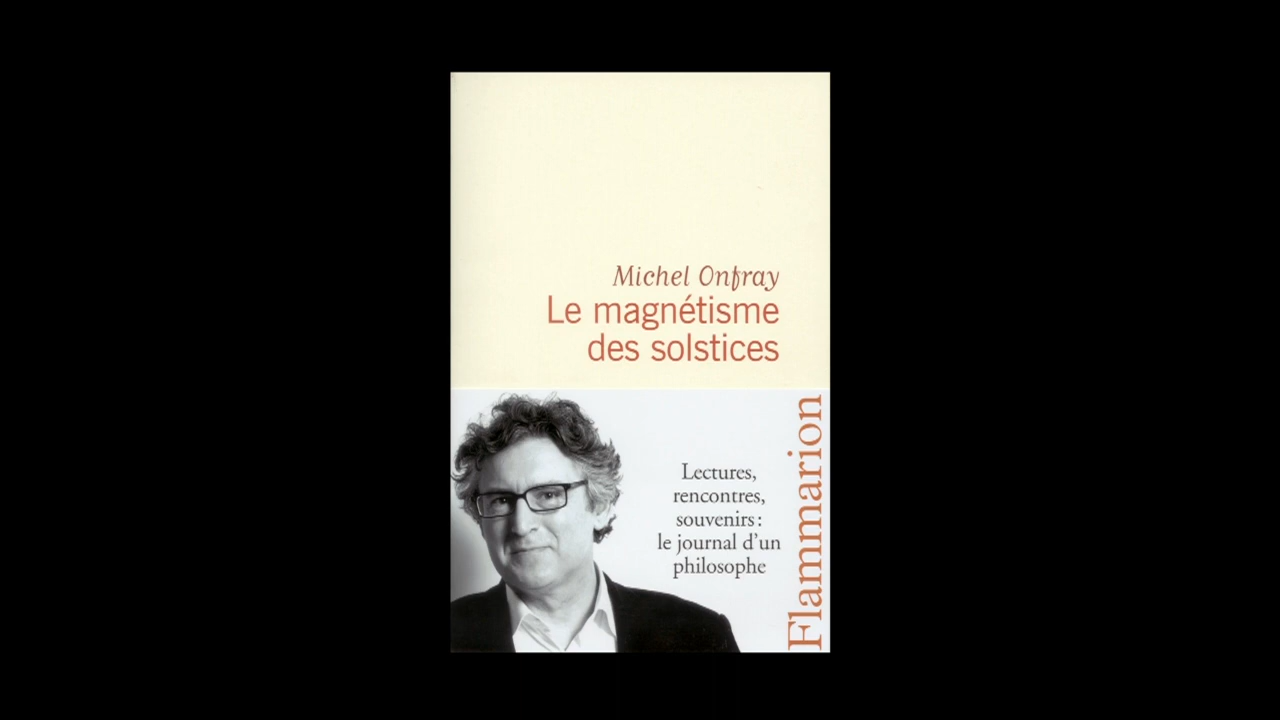 Michel Onfray
Le magnétisme
des solstices
Lectures,
rencontres,
souvenirs :
le journal d'un
philosophe
Flammarion